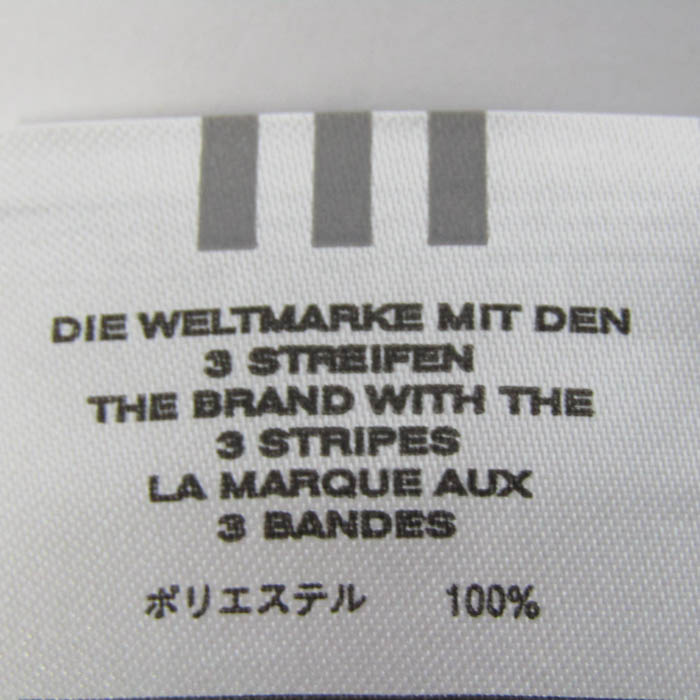 DIE WELTMARKE MIT DEN
3 STREIFEN
THE BRAND WITH THE
3 STRIPES
LA MARQUE AUX
3 BANDES
ポリエステル 100%